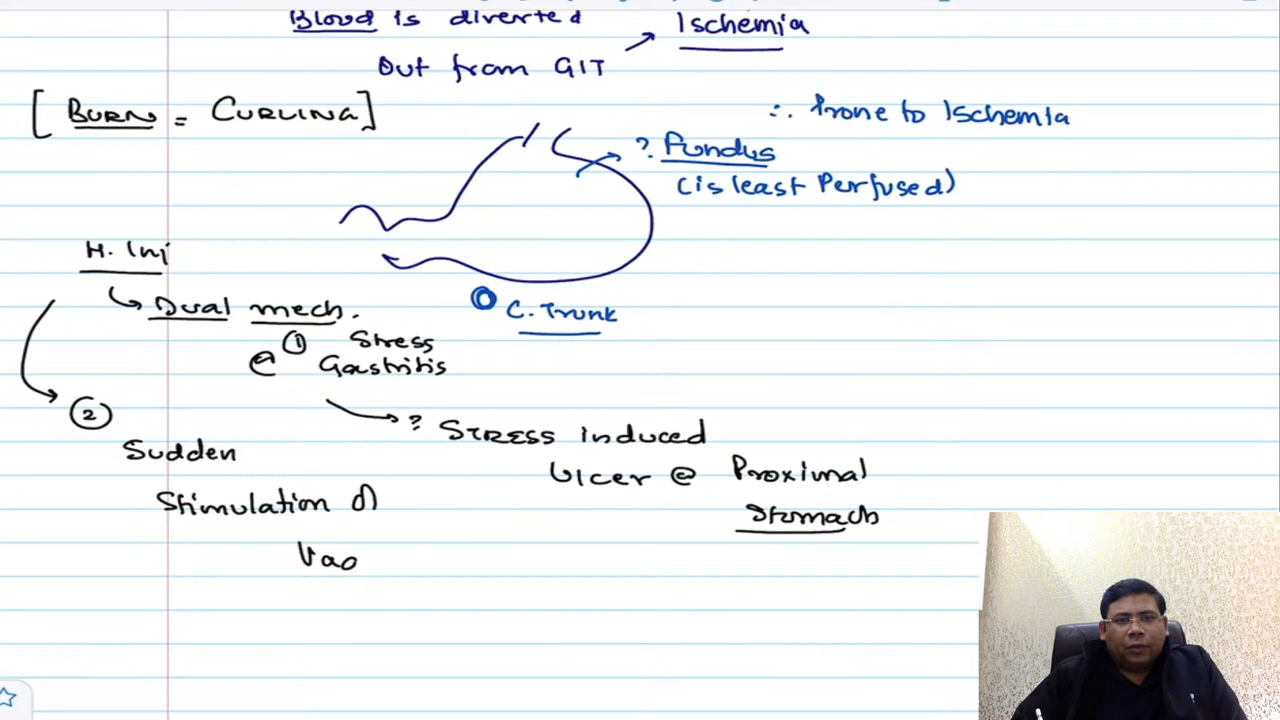 Blood is diverted
Out from GIT → Ischemia
[ BURN = CURLING ]
∴ Prone to Ischemia
? Fundus
(is least Perfused)
H. Inj
↳ Dual mech.
C. Trunk
① Stress
@ Gastritis
→ ? STRESS induced
Ulcer @ Proximal
Stomach
②
Sudden
Stimulation of
Vag